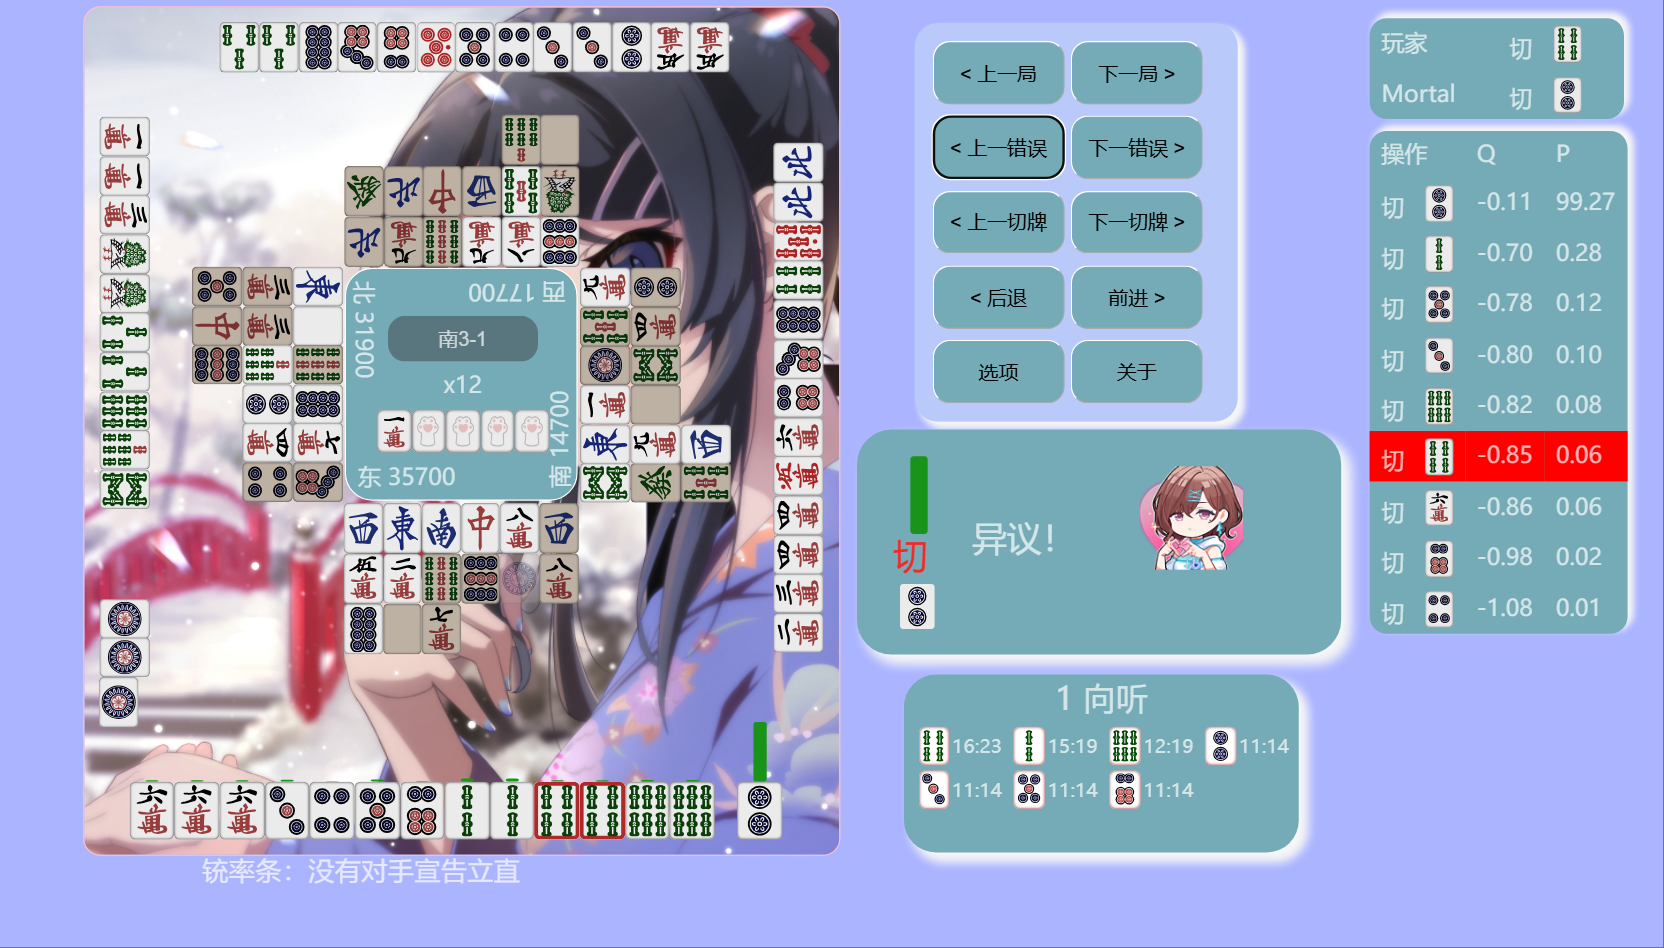 < 上一局
下一局 >
< 上一错误
下一错误 >
< 上一切牌
下一切牌 >
< 后退
前进 >
选项
关于
玩家 切
Mortal 切
操作 Q P
切 -0.11 99.27
切 -0.70 0.28
切 -0.78 0.12
切 -0.80 0.10
切 -0.82 0.08
切 -0.85 0.06
切 -0.86 0.06
切 -0.98 0.02
切 -1.08 0.01
西 17700
北 31900
南3-1
x12
南 14700
东 35700
切
异议！
1 向听
16:23 15:19 12:19 11:14
11:14 11:14 11:14
铳率条：没有对手宣告立直